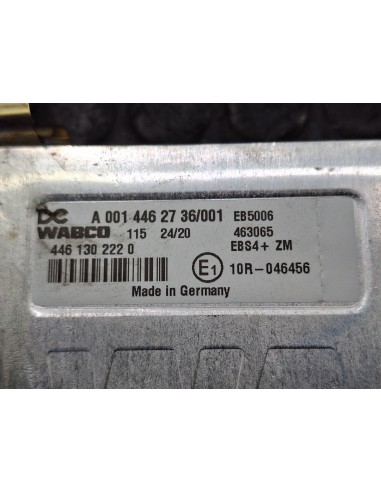 DC A 001 446 27 36/001 EB5006
WABCO 115 24/20 463065
446 130 222 0 EBS4+ ZM
E1 10R-046456
Made in Germany